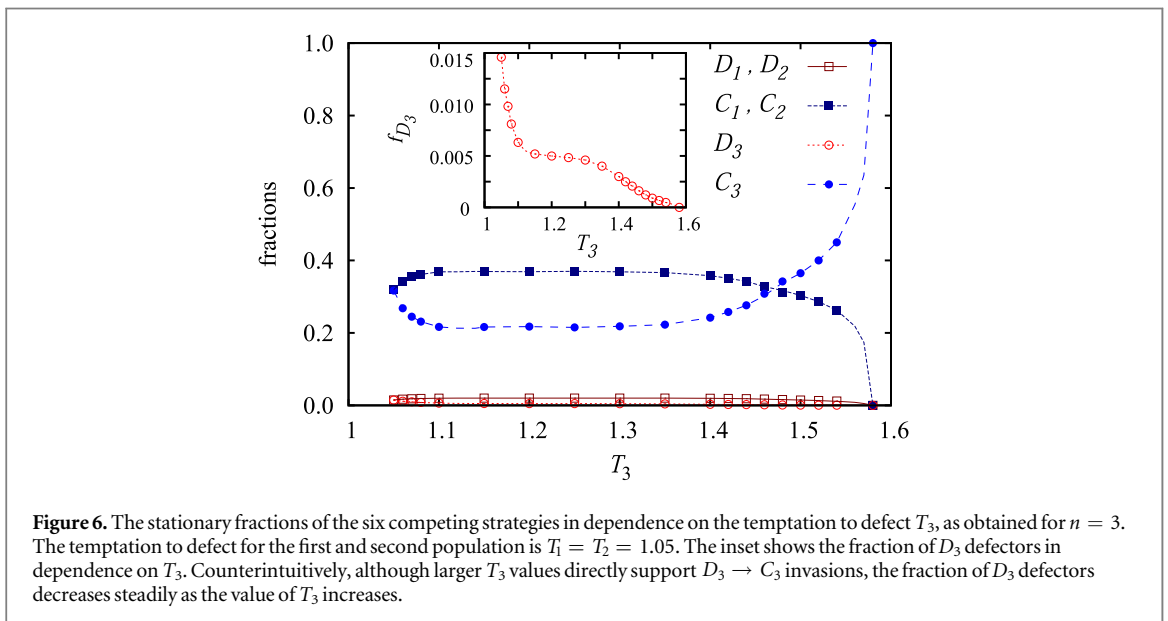 1.0
0.8
0.6
0.4
0.2
0.0
fractions
1
1.1
1.2
1.3
1.4
1.5
1.6
T₃
0.015
0.010
0.005
0
f_D₃
1
1.2
1.4
1.6
T₃
D₁ , D₂
C₁ , C₂
D₃
C₃
Figure 6. The stationary fractions of the six competing strategies in dependence on the temptation to defect T₃, as obtained for n = 3.
The temptation to defect for the first and second population is T₁ = T₂ = 1.05. The inset shows the fraction of D₃ defectors in
dependence on T₃. Counterintuitively, although larger T₃ values directly support D₃ → C₃ invasions, the fraction of D₃ defectors
decreases steadily as the value of T₃ increases.